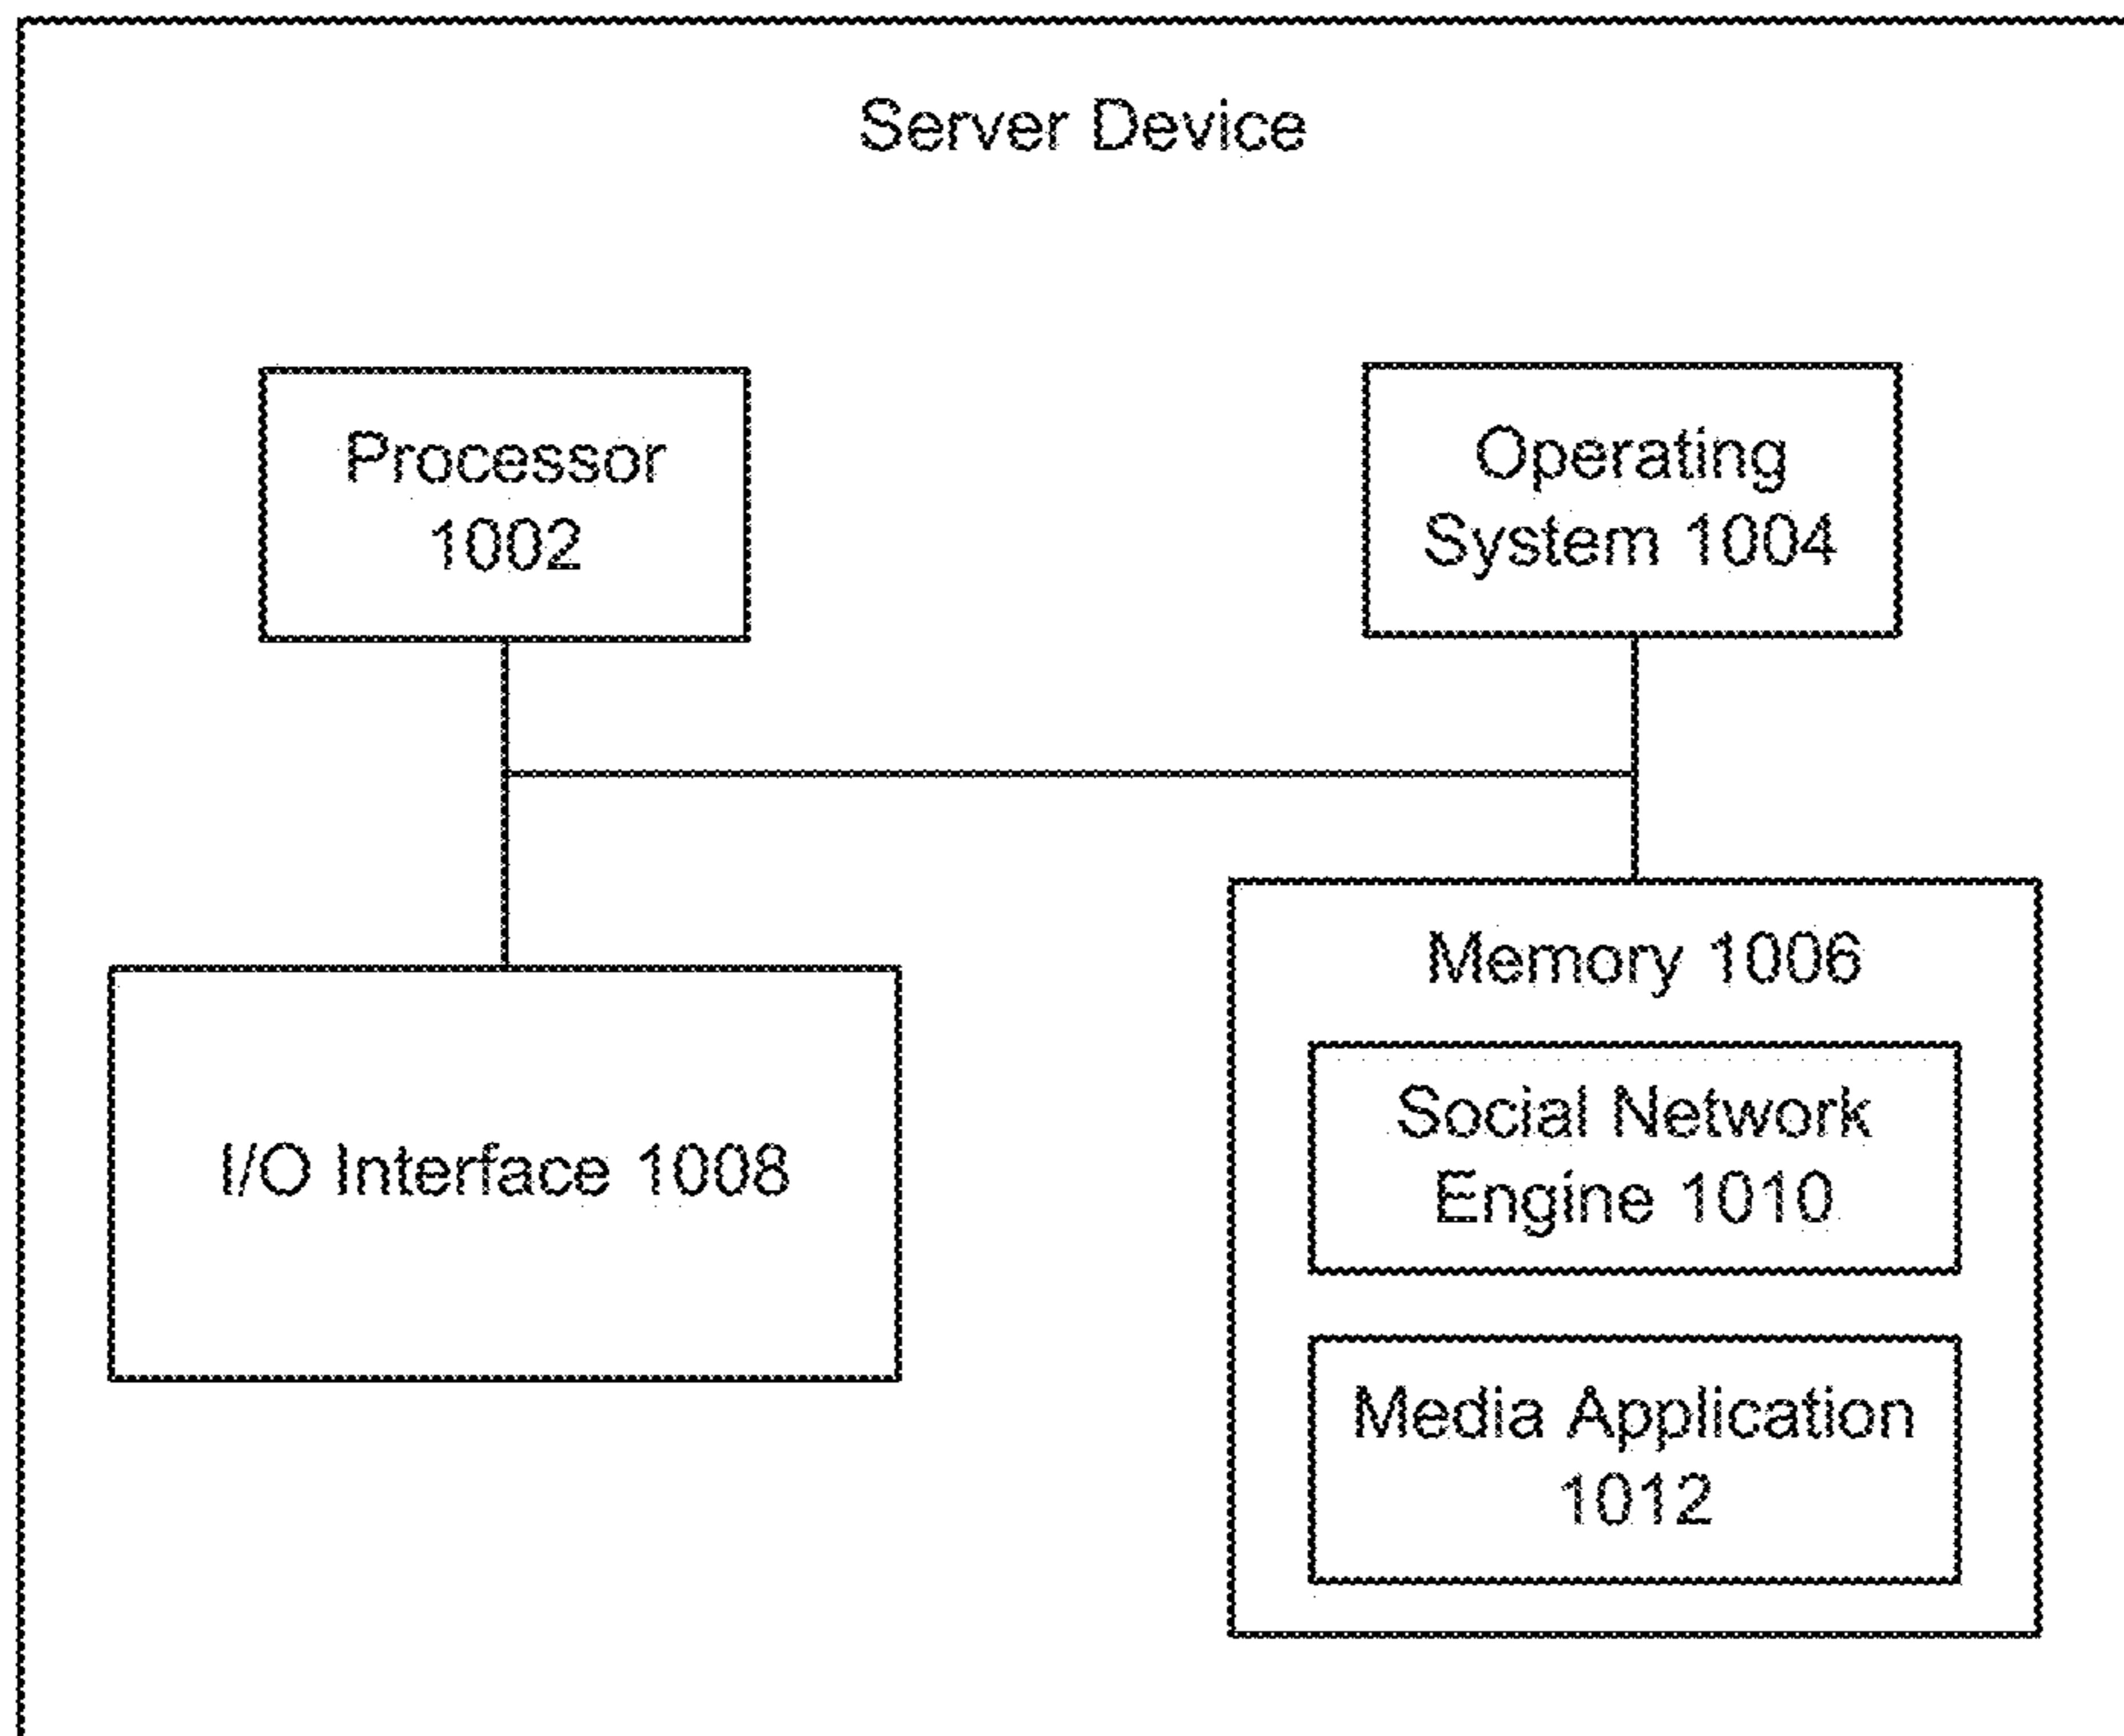 Server Device
Processor
1002
Operating
System 1004
I/O Interface 1008
Memory 1006
Social Network
Engine 1010
Media Application
1012